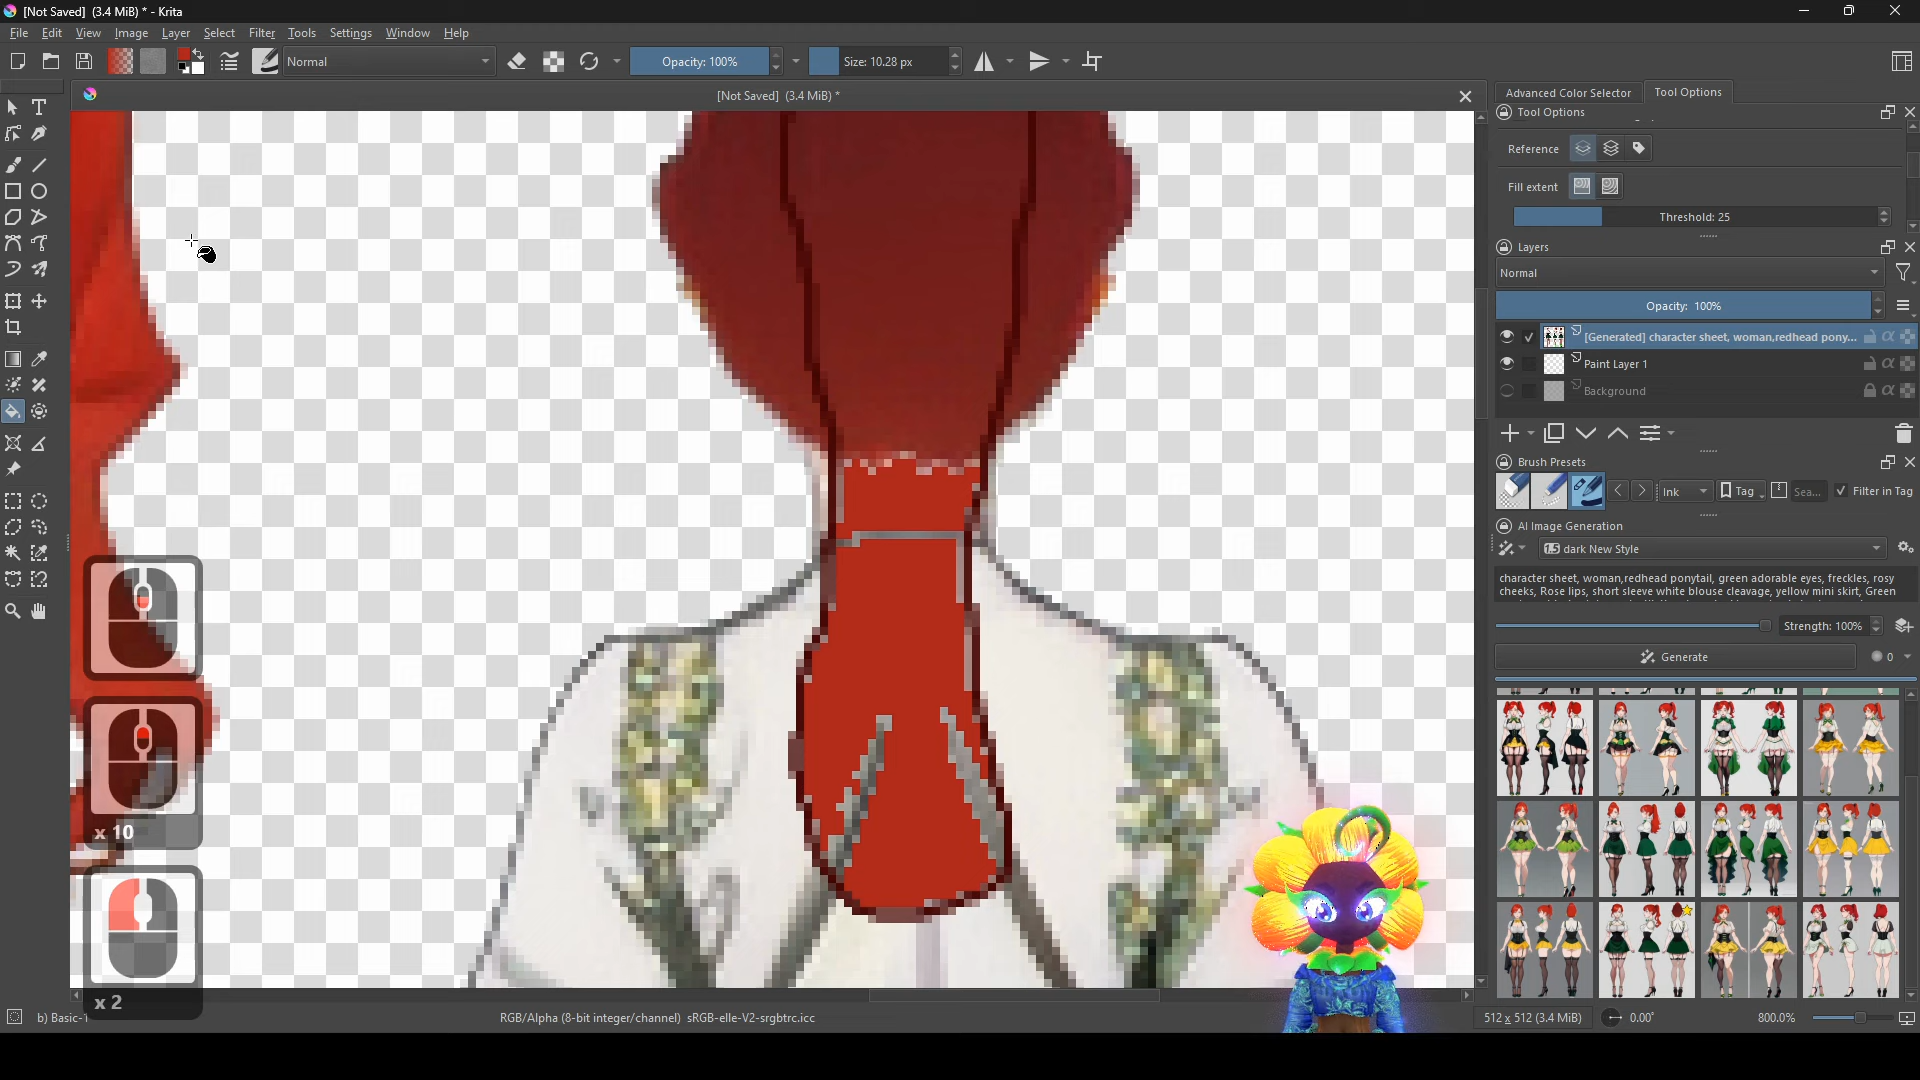 [Not Saved] (3.4 MiB) * - Krita
File Edit View Image Layer Select Filter Tools Settings Window Help
Normal Opacity: 100% Size: 10.28 px
[Not Saved] (3.4 MiB) *
Advanced Color Selector Tool Options
Tool Options
Reference
Fill extent
Threshold: 25
Layers
Normal
Opacity: 100%
[Generated] character sheet, woman,redhead pony...
Paint Layer 1
Background
Brush Presets
Ink Tag Sea... Filter in Tag
AI Image Generation
1.5 dark New Style
character sheet, woman,redhead ponytail, green adorable eyes, freckles, rosy
cheeks, Rose lips, short sleeve white blouse cleavage, yellow mini skirt, Green
Strength: 100%
Generate 0
x 10
x 2
b) Basic-
RGB/Alpha (8-bit integer/channel) sRGB-elle-V2-srgbtrc.icc
512 x 512 (3.4 MiB) 0.00° 800.0%